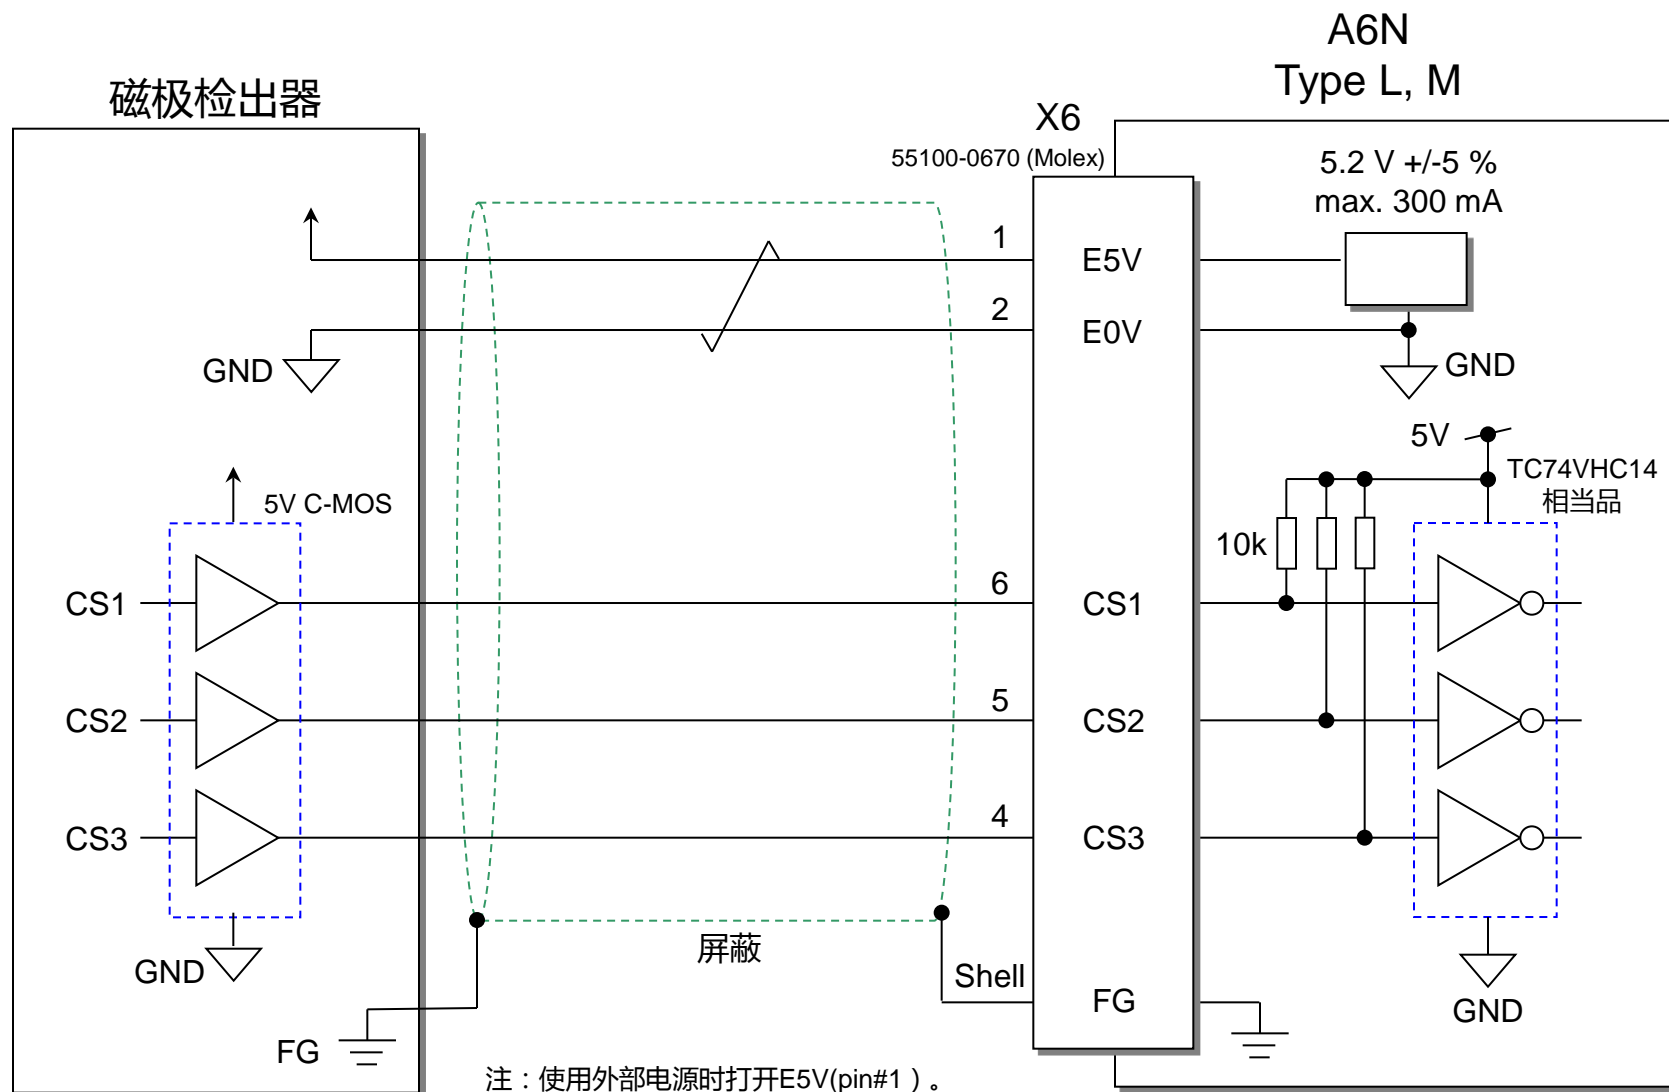 A6N
Type L, M
磁极检出器
X6
55100-0670 (Molex)
5.2 V +/-5 %
max. 300 mA
1
E5V
2
E0V
GND
GND
5V
TC74VHC14
相当品
5V C-MOS
10k
CS1
6
CS1
CS2
5
CS2
CS3
4
CS3
屏蔽
GND
Shell
FG
GND
FG
注：使用外部电源时打开E5V(pin#1）。